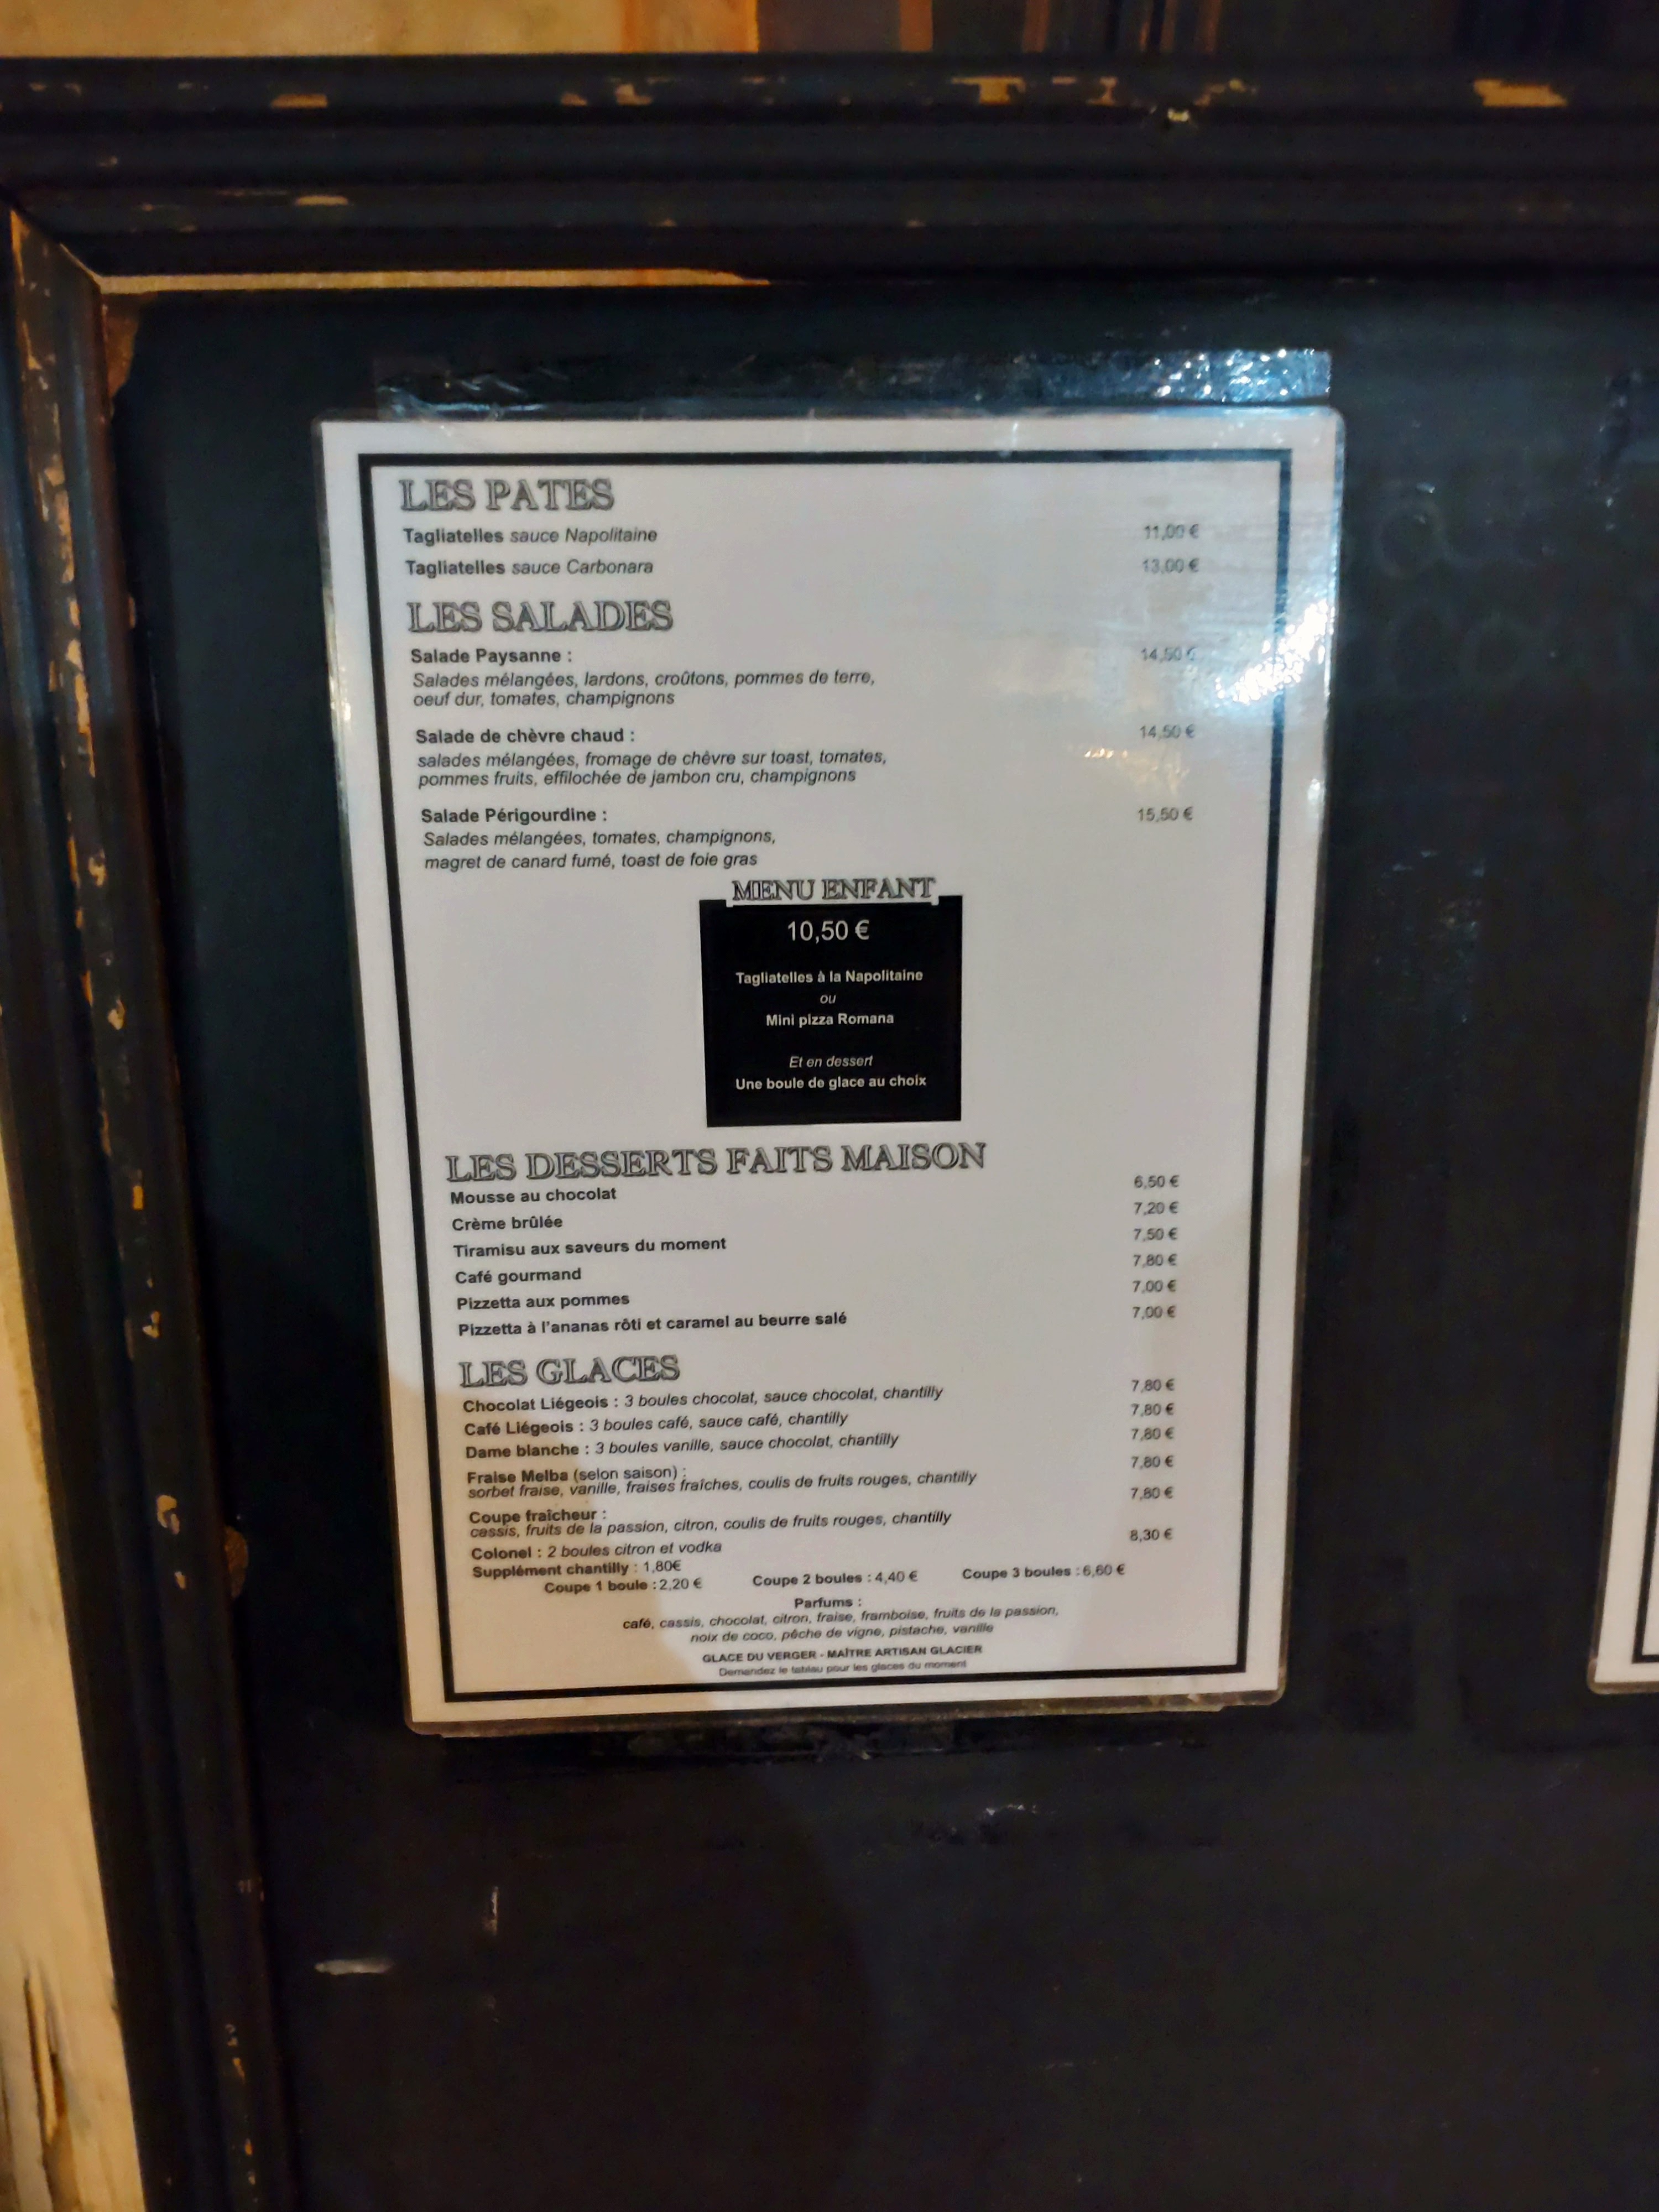 LES PATES
Tagliatelles sauce Napolitaine 11,00 €
Tagliatelles sauce Carbonara 13,00 €
LES SALADES
Salade Paysanne : 14,50 €
Salades mélangées, lardons, croûtons, pommes de terre,
oeuf dur, tomates, champignons
Salade de chèvre chaud : 14,50 €
salades mélangées, fromage de chèvre sur toast, tomates,
pommes fruits, effilochée de jambon cru, champignons
Salade Périgourdine : 15,50 €
Salades mélangées, tomates, champignons,
magret de canard fumé, toast de foie gras
MENU ENFANT
10,50 €
Tagliatelles à la Napolitaine
ou
Mini pizza Romana
Et en dessert
Une boule de glace au choix
LES DESSERTS FAITS MAISON
Mousse au chocolat 6,50 €
Crème brûlée 7,20 €
Tiramisu aux saveurs du moment 7,50 €
Café gourmand 7,80 €
Pizzetta aux pommes 7,00 €
Pizzetta à l'ananas rôti et caramel au beurre salé 7,00 €
LES GLACES
Chocolat Liégeois : 3 boules chocolat, sauce chocolat, chantilly 7,80 €
Café Liégeois : 3 boules café, sauce café, chantilly 7,80 €
Dame blanche : 3 boules vanille, sauce chocolat, chantilly 7,80 €
Fraise Melba (selon saison) : 7,80 €
sorbet fraise, vanille, fraises fraîches, coulis de fruits rouges, chantilly
Coupe fraîcheur : 7,80 €
cassis, fruits de la passion, citron, coulis de fruits rouges, chantilly
Colonel : 2 boules citron et vodka 8,30 €
Supplément chantilly : 1,80€
Coupe 1 boule : 2,20 € Coupe 2 boules : 4,40 € Coupe 3 boules : 6,60 €
Parfums :
café, cassis, chocolat, citron, fraise, framboise, fruits de la passion,
noix de coco, pêche de vigne, pistache, vanille
GLACE DU VERGER - MAÎTRE ARTISAN GLACIER
Demandez le tableau pour les glaces du moment